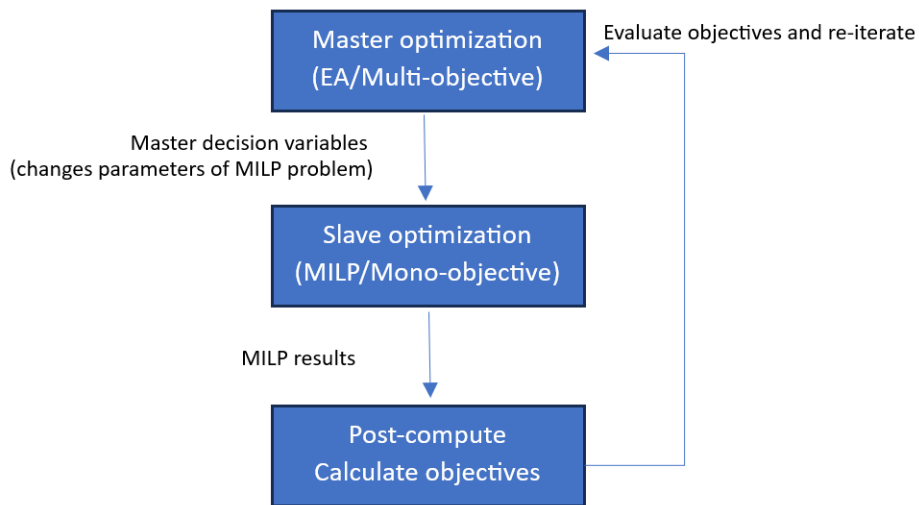 Evaluate objectives and re-iterate
Master optimization
(EA/Multi-objective)
Master decision variables
(changes parameters of MILP problem)
Slave optimization
(MILP/Mono-objective)
MILP results
Post-compute
Calculate objectives